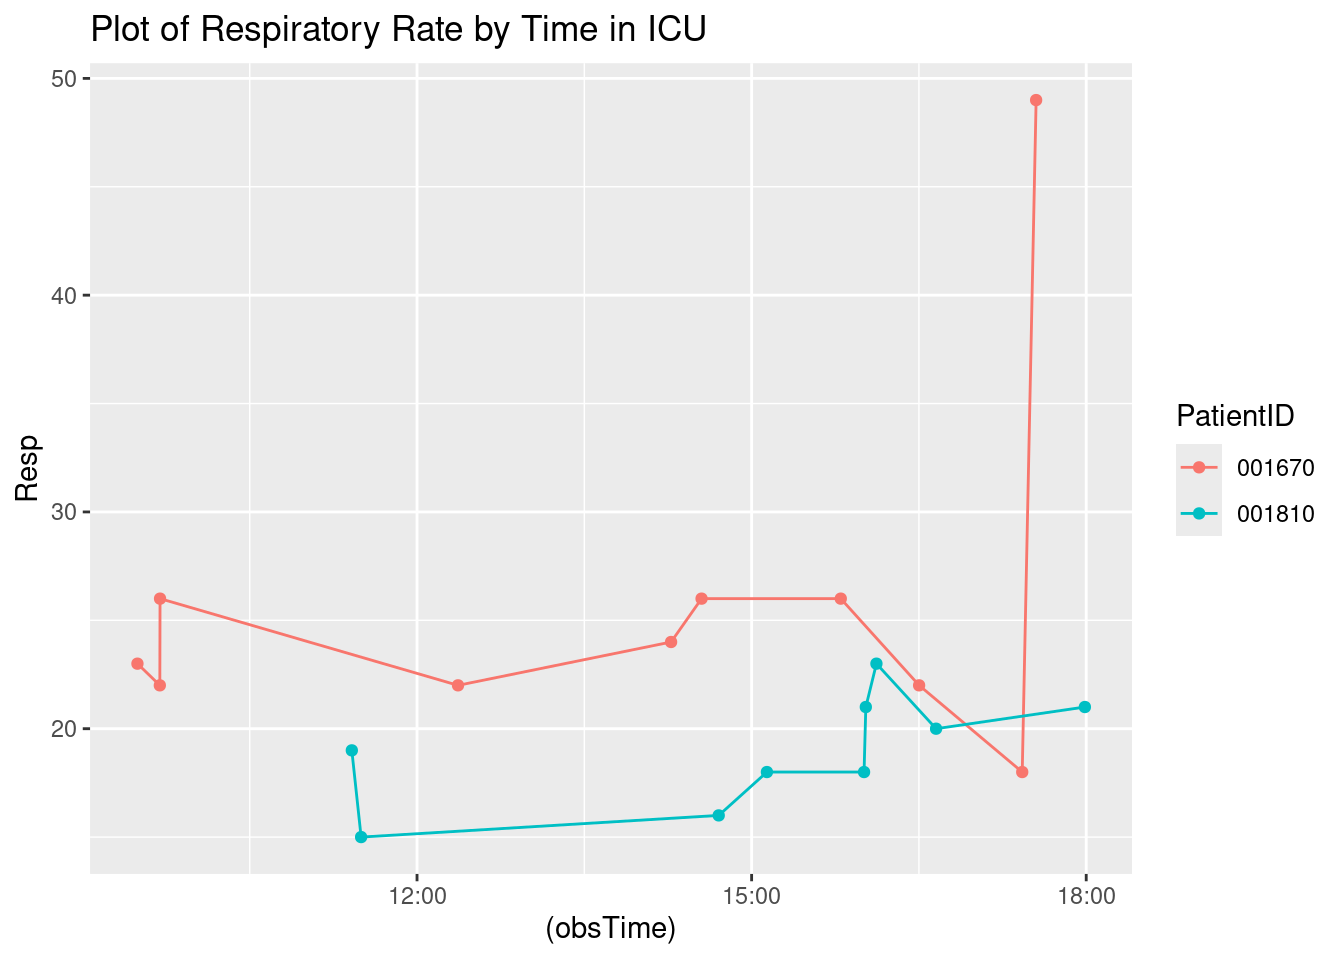 Plot of Respiratory Rate by Time in ICU
50
40
30
20
Resp
12:00
15:00
18:00
(obsTime)
PatientID
001670
001810